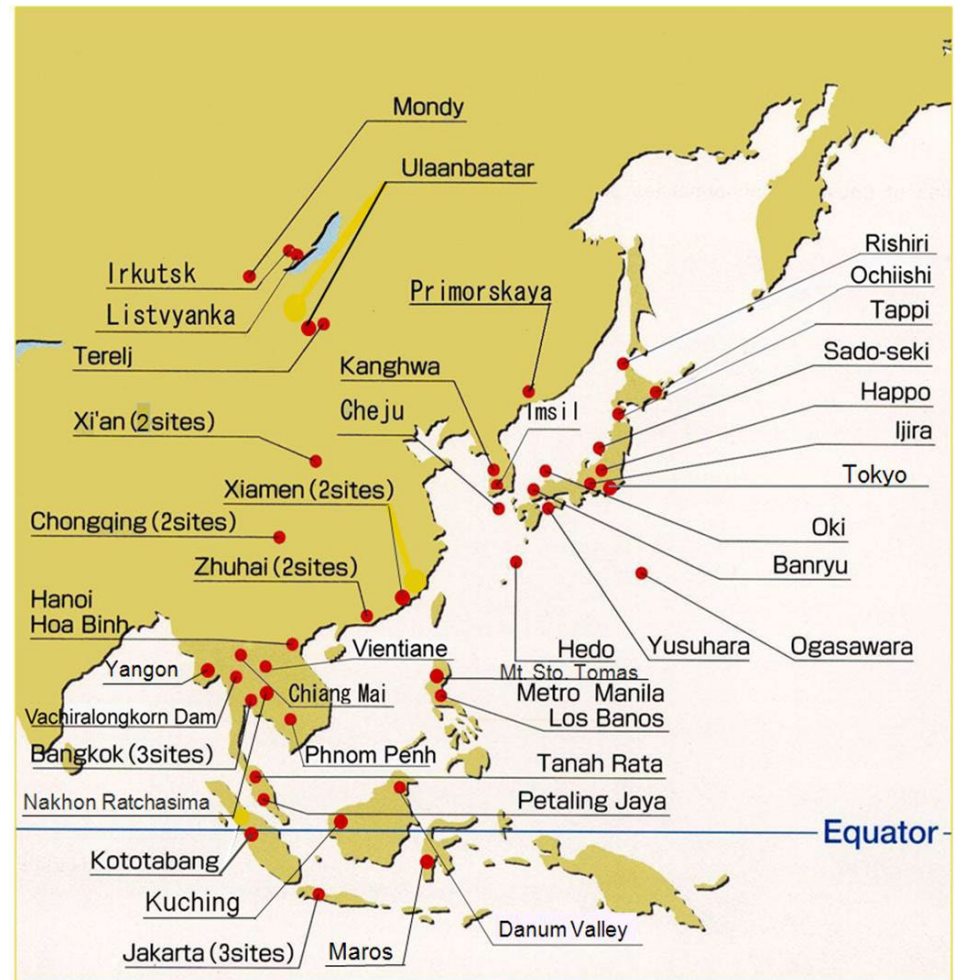 Mondy
Ulaanbaatar
Rishiri
Irkutsk
Ochiishi
Primorskaya
Listvyanka
Tappi
Terelj
Kanghwa
Sado-seki
Cheju
Imsil
Happo
Xi'an (2sites)
Ijira
Tokyo
Xiamen (2sites)
Chongqing (2sites)
Oki
Zhuhai (2sites)
Banryu
Hanoi
Hoa Binh
Vientiane
Hedo
Yusuhara
Ogasawara
Yangon
Mt. Sto. Tomas
Chiang Mai
Metro Manila
Vachiralongkorn Dam
Los Banos
Bangkok (3sites)
Phnom Penh
Tanah Rata
Nakhon Ratchasima
Petaling Jaya
Equator
Kototabang
Kuching
Danum Valley
Jakarta (3sites)
Maros